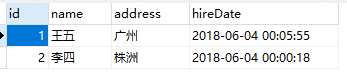 id name address hireDate
1 王五 广州 2018-06-04 00:05:55
2 李四 株洲 2018-06-04 00:00:18